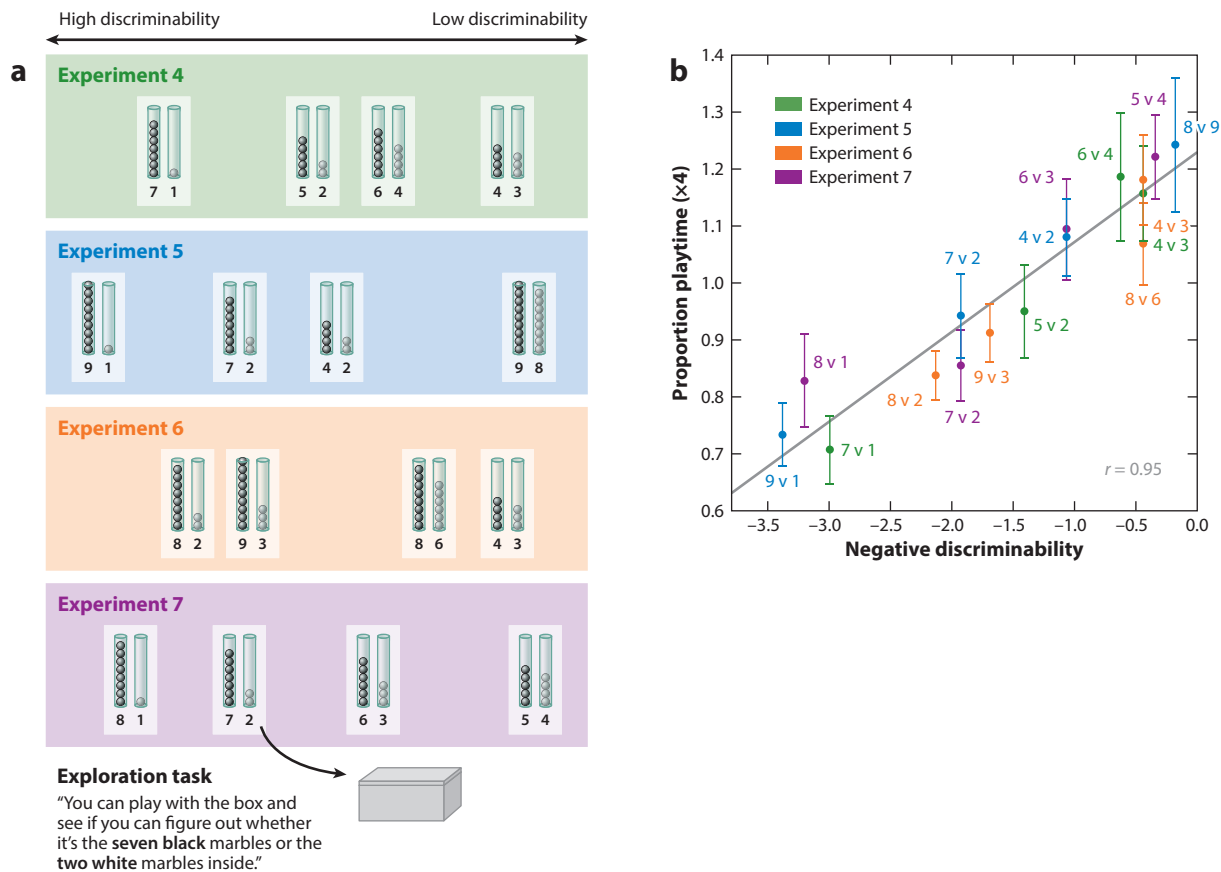 High discriminability
Low discriminability
a
Experiment 4
7 1
5 2
6 4
4 3
Experiment 5
9 1
7 2
4 2
9 8
Experiment 6
8 2
9 3
8 6
4 3
Experiment 7
8 1
7 2
6 3
5 4
Exploration task
“You can play with the box and
see if you can figure out whether
it’s the seven black marbles or the
two white marbles inside.”
b
Proportion playtime (×4)
1.4
1.3
1.2
1.1
1.0
0.9
0.8
0.7
0.6
Experiment 4
Experiment 5
Experiment 6
Experiment 7
5 v 4
8 v 9
6 v 4
6 v 3
4 v 3
4 v 2
4 v 3
7 v 2
8 v 6
5 v 2
8 v 1
9 v 3
8 v 2
7 v 2
7 v 1
9 v 1
r = 0.95
−3.5
−3.0
−2.5
−2.0
−1.5
−1.0
−0.5
0.0
Negative discriminability